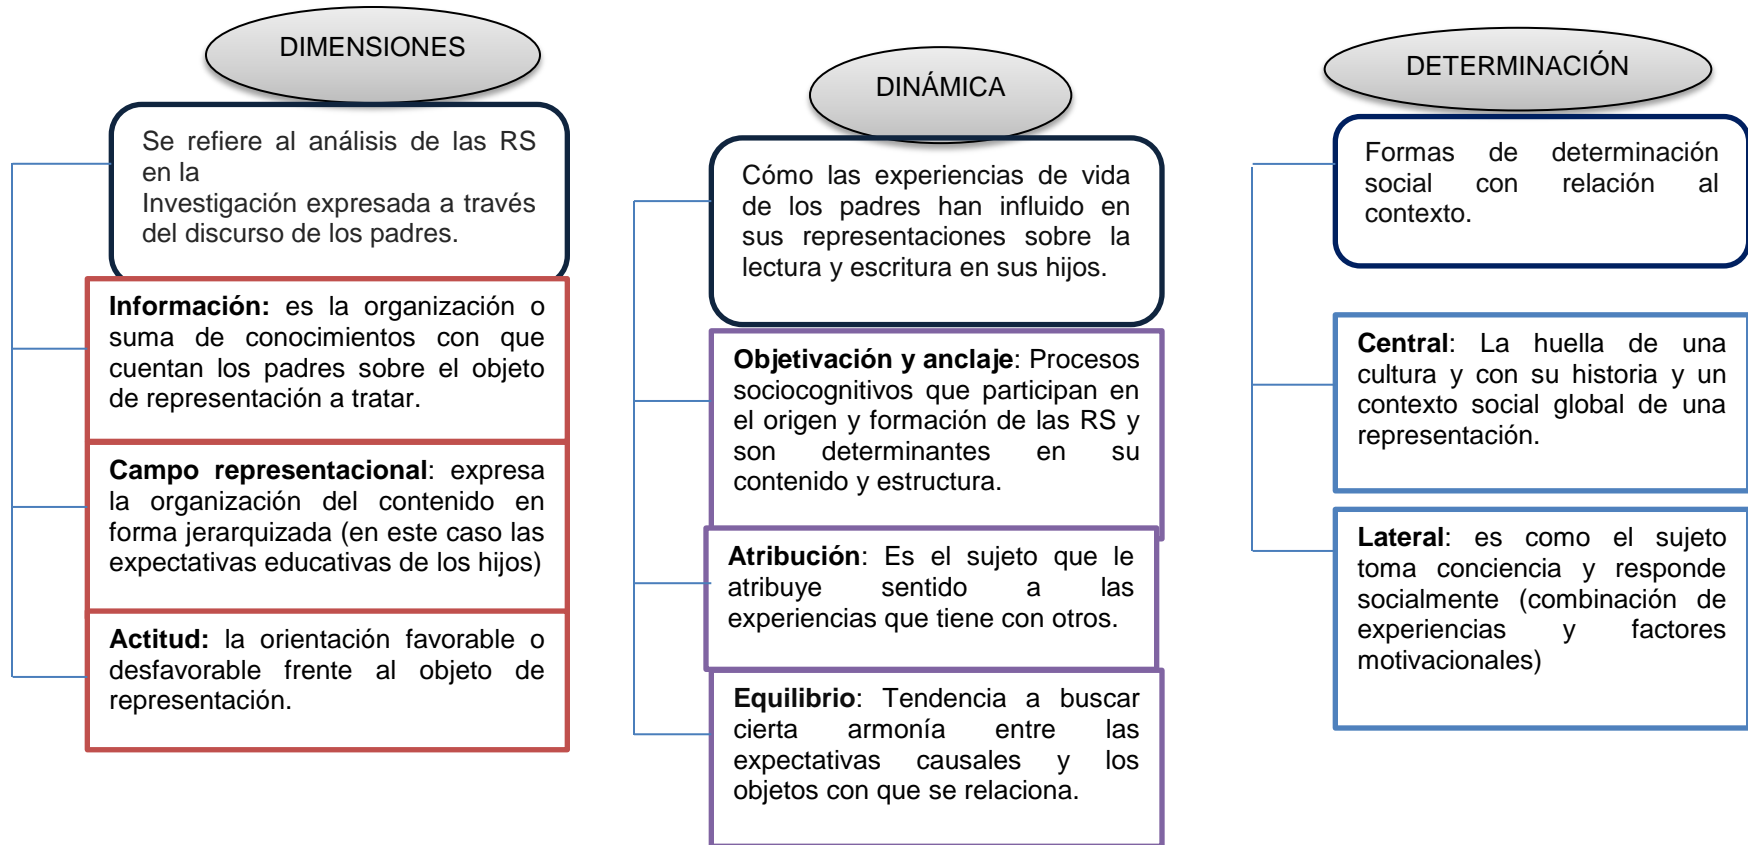 DIMENSIONES
Se refiere al análisis de las RS
en la
Investigación expresada a través
del discurso de los padres.
Información: es la organización o
suma de conocimientos con que
cuentan los padres sobre el objeto
de representación a tratar.
Campo representacional: expresa
la organización del contenido en
forma jerarquizada (en este caso las
expectativas educativas de los hijos)
Actitud: la orientación favorable o
desfavorable frente al objeto de
representación.
DINÁMICA
Cómo las experiencias de vida
de los padres han influido en
sus representaciones sobre la
lectura y escritura en sus hijos.
Objetivación y anclaje: Procesos
sociocognitivos que participan en
el origen y formación de las RS y
son determinantes en su
contenido y estructura.
Atribución: Es el sujeto que le
atribuye sentido a las
experiencias que tiene con otros.
Equilibrio: Tendencia a buscar
cierta armonía entre las
expectativas causales y los
objetos con que se relaciona.
DETERMINACIÓN
Formas de determinación
social con relación al
contexto.
Central: La huella de una
cultura y con su historia y un
contexto social global de una
representación.
Lateral: es como el sujeto
toma conciencia y responde
socialmente (combinación de
experiencias y factores
motivacionales)